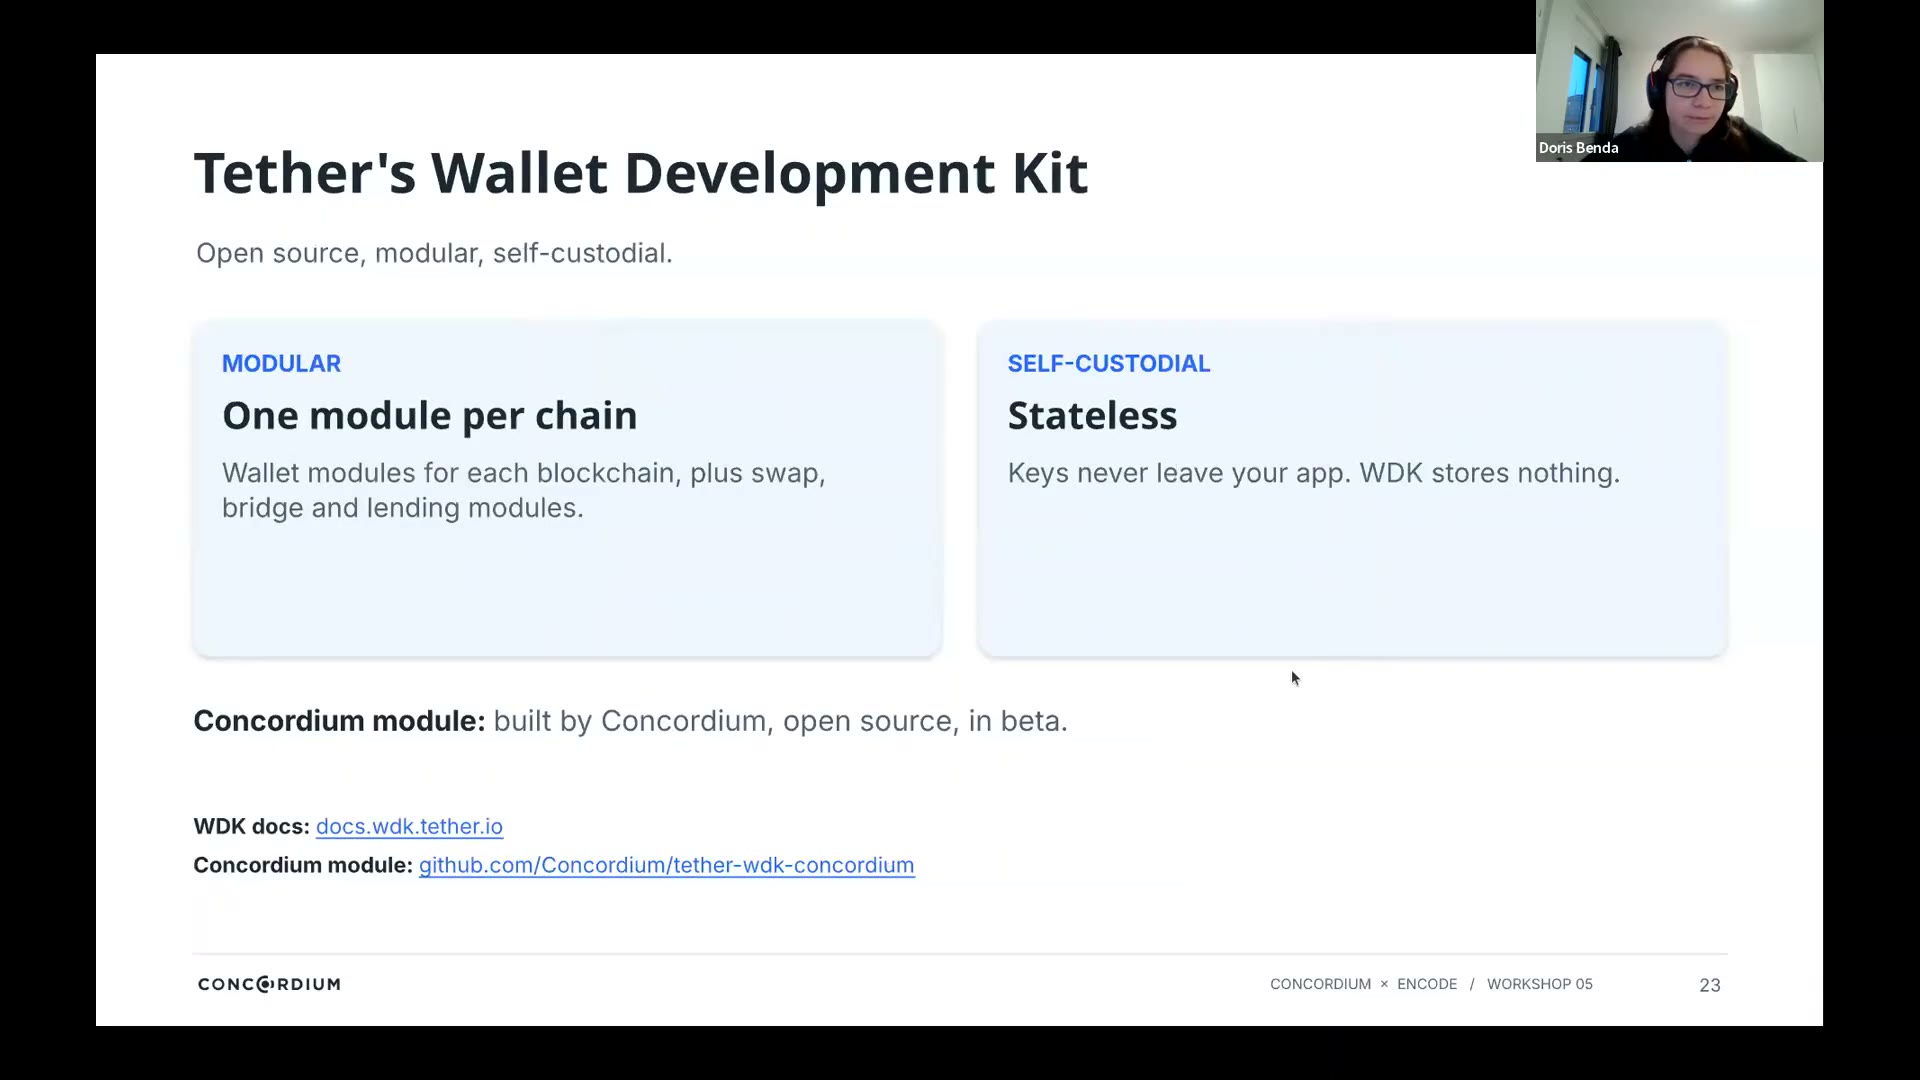 Doris Benda
Tether's Wallet Development Kit
Open source, modular, self-custodial.
MODULAR
One module per chain
Wallet modules for each blockchain, plus swap,
bridge and lending modules.
SELF-CUSTODIAL
Stateless
Keys never leave your app. WDK stores nothing.
Concordium module: built by Concordium, open source, in beta.
WDK docs: docs.wdk.tether.io
Concordium module: github.com/Concordium/tether-wdk-concordium
CONCORDIUM
CONCORDIUM × ENCODE / WORKSHOP 05
23